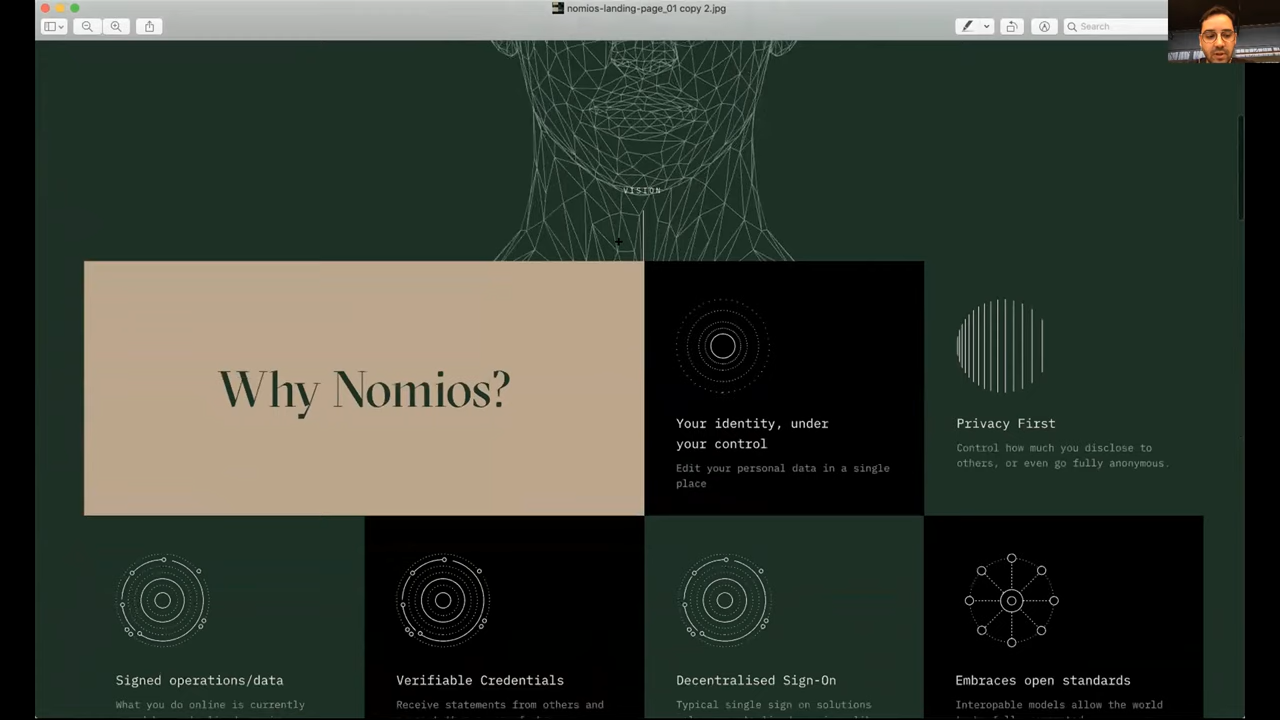 nomios-landing-page_01 copy 2.jpg
Search
VISION
Why Nomios?
Your identity, under
your control
Edit your personal data in a single
place
Privacy First
Control how much you disclose to
others, or even go fully anonymous.
Signed operations/data
What you do online is currently
Verifiable Credentials
Receive statements from others and
Decentralised Sign-On
Typical single sign on solutions
Embraces open standards
Interopable models allow the world